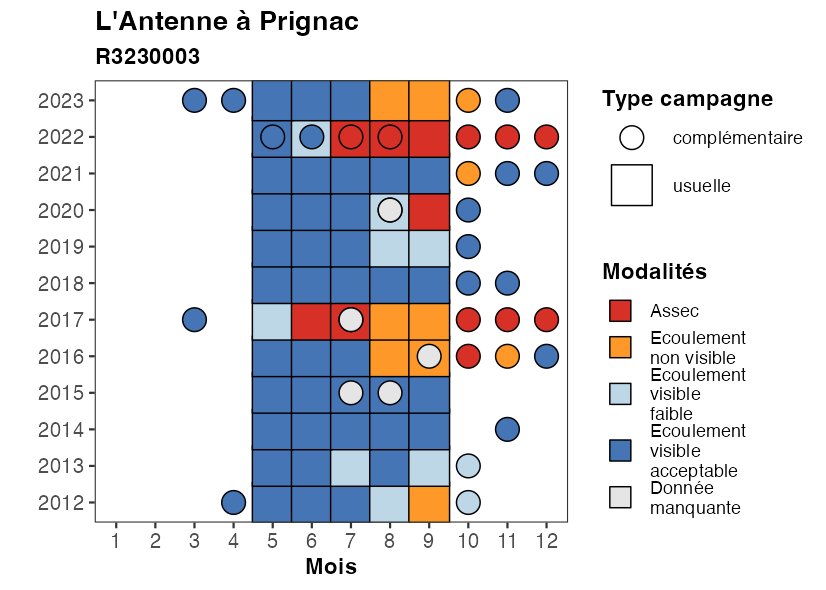 L'Antenne à Prignac
R3230003
2023
2022
2021
2020
2019
2018
2017
2016
2015
2014
2013
2012
1 2 3 4 5 6 7 8 9 10 11 12
Mois
Type campagne
complémentaire
usuelle
Modalités
Assec
Ecoulement
non visible
Ecoulement
visible
faible
Ecoulement
visible
acceptable
Donnée
manquante